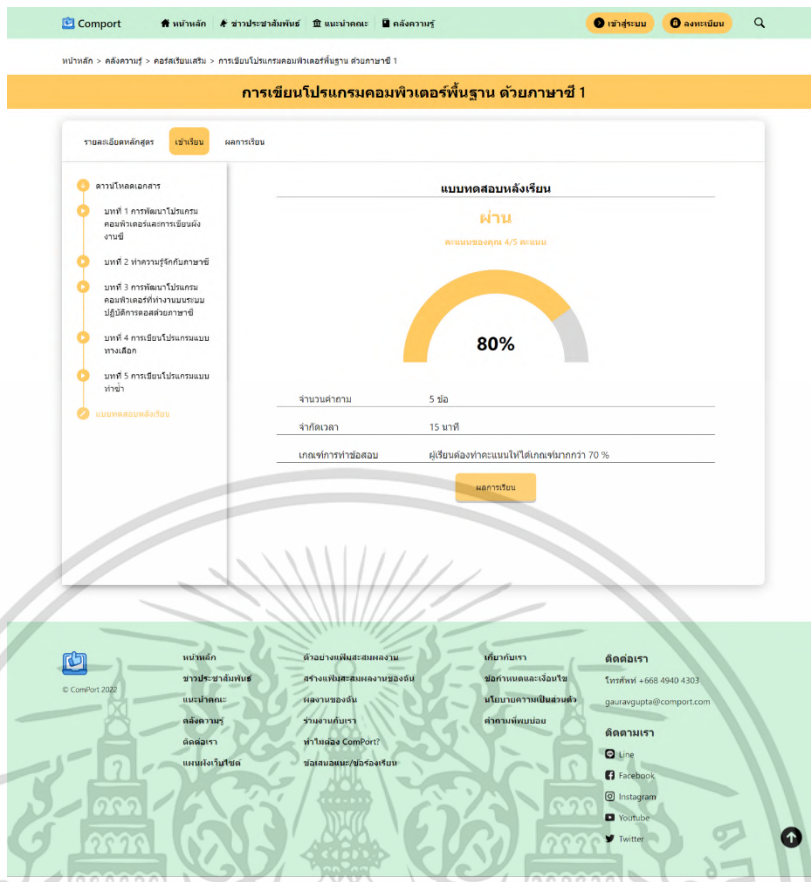 Comport
หน้าหลัก
ข่าวประชาสัมพันธ์
แนะนำคณะ
คลังความรู้
เข้าสู่ระบบ
ลงทะเบียน
หน้าหลัก > คลังความรู้ > คอร์สเรียนเสริม > การเขียนโปรแกรมคอมพิวเตอร์พื้นฐาน ด้วยภาษาซี 1
การเขียนโปรแกรมคอมพิวเตอร์พื้นฐาน ด้วยภาษาซี 1
รายละเอียดหลักสูตร
เข้าเรียน
ผลการเรียน
ดาวน์โหลดเอกสาร
บทที่ 1 การพัฒนาโปรแกรม
คอมพิวเตอร์และการเขียนผัง
งานซี
บทที่ 2 ทำความรู้จักกับภาษาซี
บทที่ 3 การพัฒนาโปรแกรม
คอมพิวเตอร์ที่ทำงานบนระบบ
ปฏิบัติการดอสด้วยภาษาซี
บทที่ 4 การเขียนโปรแกรมแบบ
ทางเลือก
บทที่ 5 การเขียนโปรแกรมแบบ
ทำซ้ำ
แบบทดสอบหลังเรียน
แบบทดสอบหลังเรียน
ผ่าน
คะแนนของคุณ 4/5 คะแนน
80%
จำนวนคำถาม 5 ข้อ
จำกัดเวลา 15 นาที
เกณฑ์การทำข้อสอบ ผู้เรียนต้องทำคะแนนให้ได้เกณฑ์มากกว่า 70 %
ผลการเรียน
© ComPort 2022
หน้าหลัก
ข่าวประชาสัมพันธ์
แนะนำคณะ
คลังความรู้
ติดต่อเรา
แผนผังเว็บไซต์
ตัวอย่างแฟ้มสะสมผลงาน
สร้างแฟ้มสะสมผลงานของฉัน
ผลงานของฉัน
ร่วมงานกับเรา
ทำไมต้อง ComPort?
ข้อเสนอแนะ/ข้อร้องเรียน
เกี่ยวกับเรา
ข้อกำหนดและเงื่อนไข
นโยบายความเป็นส่วนตัว
คำถามที่พบบ่อย
ติดต่อเรา
โทรศัพท์ +668 4940 4303
gauravgupta@comport.com
ติดตามเรา
Line
Facebook
Instagram
Youtube
Twitter